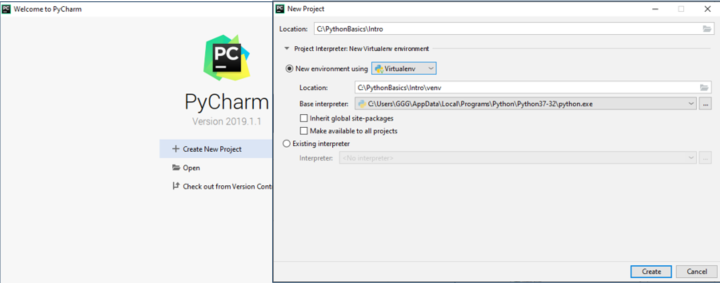 Welcome to PyCharm
PC
PyCharm
Version 2019.1.1
Create New Project
Open
Check out from Version Cont
New Project
Location: C:\PythonBasics\Intro
Project Interpreter: New Virtualenv environment
New environment using Virtualenv
Location: C:\PythonBasics\Intro\venv
Base interpreter: C:\Users\GGG\AppData\Local\Programs\Python\Python37-32\python.exe ...
Inherit global site-packages
Make available to all projects
Existing interpreter
Interpreter: <No interpreter> ...
Create Cancel